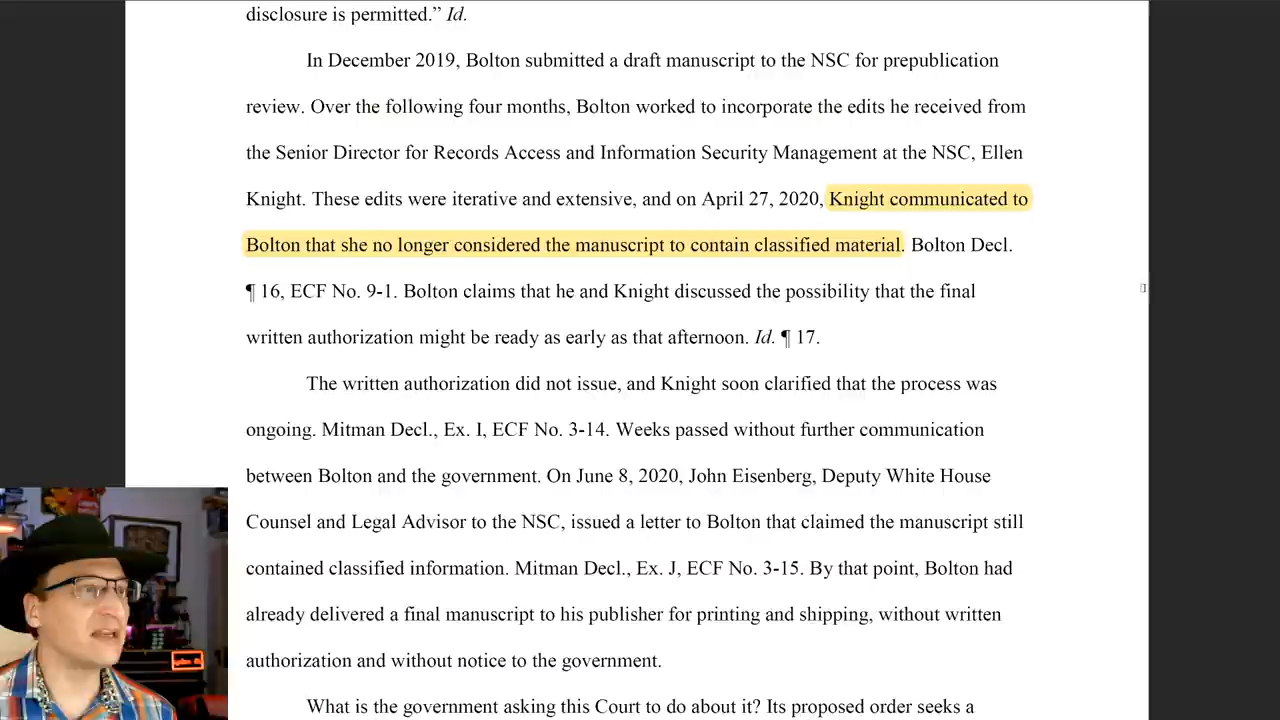 disclosure is permitted.” Id.
In December 2019, Bolton submitted a draft manuscript to the NSC for prepublication
review. Over the following four months, Bolton worked to incorporate the edits he received from
the Senior Director for Records Access and Information Security Management at the NSC, Ellen
Knight. These edits were iterative and extensive, and on April 27, 2020, Knight communicated to
Bolton that she no longer considered the manuscript to contain classified material. Bolton Decl.
¶ 16, ECF No. 9-1. Bolton claims that he and Knight discussed the possibility that the final
written authorization might be ready as early as that afternoon. Id. ¶ 17.
The written authorization did not issue, and Knight soon clarified that the process was
ongoing. Mitman Decl., Ex. I, ECF No. 3-14. Weeks passed without further communication
between Bolton and the government. On June 8, 2020, John Eisenberg, Deputy White House
Counsel and Legal Advisor to the NSC, issued a letter to Bolton that claimed the manuscript still
contained classified information. Mitman Decl., Ex. J, ECF No. 3-15. By that point, Bolton had
already delivered a final manuscript to his publisher for printing and shipping, without written
authorization and without notice to the government.
What is the government asking this Court to do about it? Its proposed order seeks a